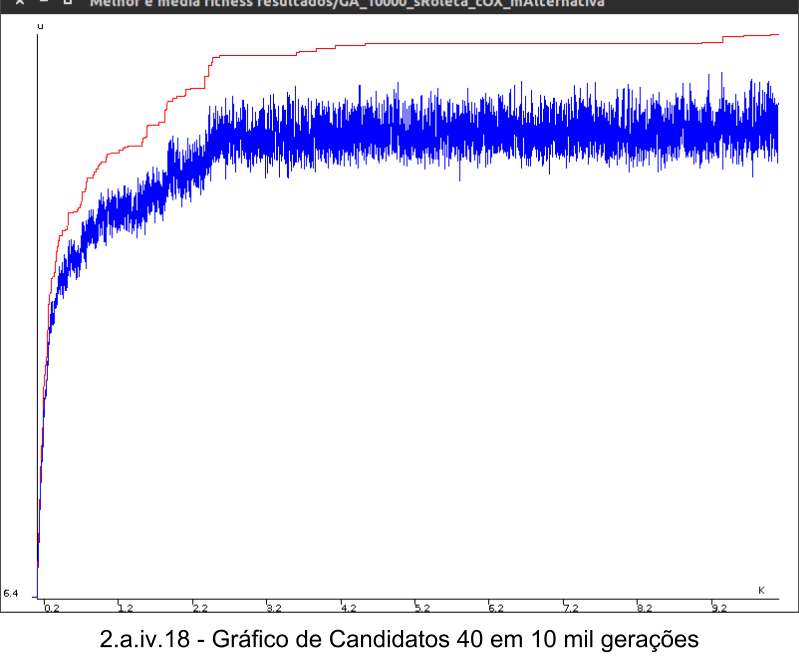 Melhor e média fitness resultados/GA_10000_sRoleta_cOX_mAlternativa
u
6.4
K
0.2 1.2 2.2 3.2 4.2 5.2 6.2 7.2 8.2 9.2
2.a.iv.18 - Gráfico de Candidatos 40 em 10 mil gerações